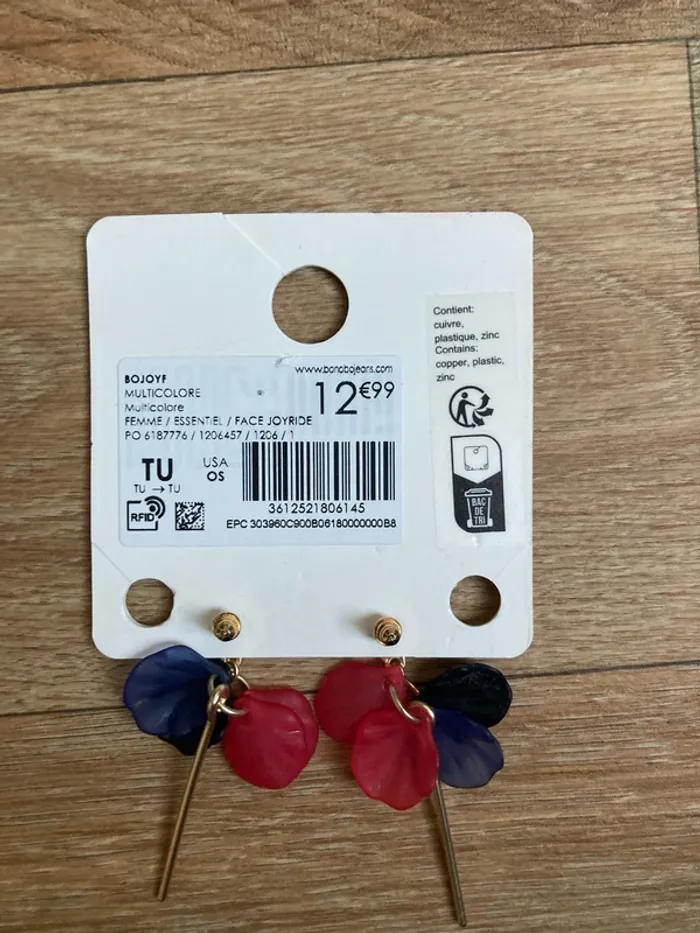 www.bonobojeans.com
BOJOYF
MULTICOLORE
Multicolore
12€99
FEMME / ESSENTIEL / FACE JOYRIDE
PO 6187776 / 1206457 / 1206 / 1
TU
TU → TU
USA
OS
RFID
3612521806145
EPC 303960C900B06180000000B8
Contient:
cuivre,
plastique, zinc
Contains:
copper, plastic,
zinc
BAC
DE
TRI